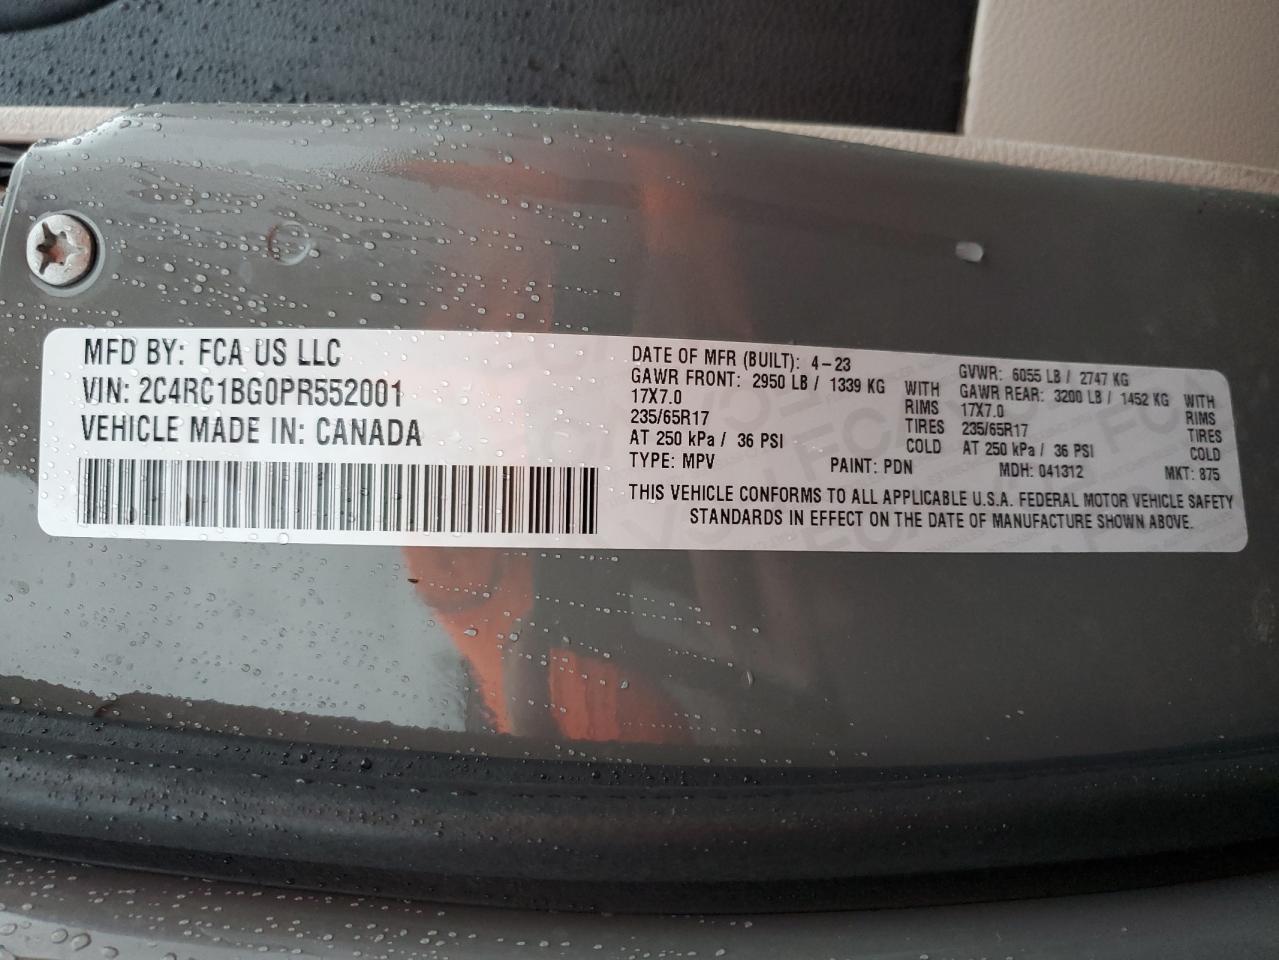 MFD BY: FCA US LLC
VIN: 2C4RC1BG0PR552001
VEHICLE MADE IN: CANADA
DATE OF MFR (BUILT): 4-23
GAWR FRONT: 2950 LB / 1339 KG WITH
17X7.0 RIMS
235/65R17 TIRES
AT 250 kPa / 36 PSI COLD
GVWR: 6055 LB / 2747 KG
GAWR REAR: 3200 LB / 1452 KG WITH
17X7.0 RIMS
235/65R17 TIRES
AT 250 kPa / 36 PSI COLD
TYPE: MPV PAINT: PDN MDH: 041312 MKT: 875
THIS VEHICLE CONFORMS TO ALL APPLICABLE U.S.A. FEDERAL MOTOR VEHICLE SAFETY
STANDARDS IN EFFECT ON THE DATE OF MANUFACTURE SHOWN ABOVE.